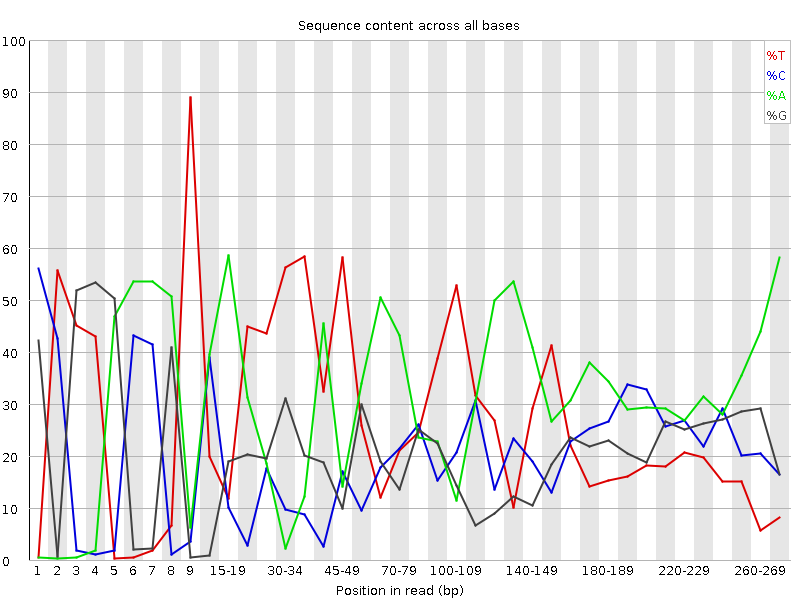 Sequence content across all bases
100
90
80
70
60
50
40
30
20
10
0
%T
%C
%A
%G
1 2 3 4 5 6 7 8 9 15-19 30-34 45-49 70-79 100-109 140-149 180-189 220-229 260-269
Position in read (bp)